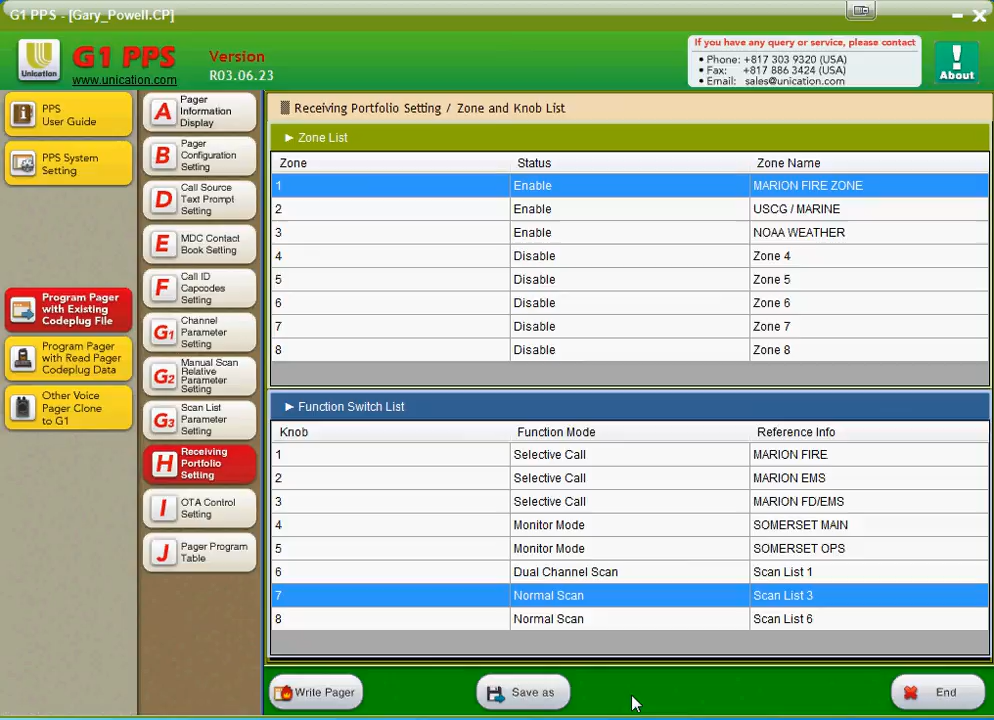 G1 PPS - [Gary_Powell.CP]
Unication
G1 PPS
www.unication.com
Version
R03.06.23
If you have any query or service, please contact
• Phone: +817 303 9320 (USA)
• Fax: +817 886 3424 (USA)
• Email: sales@unication.com
!
About
PPS
User Guide
PPS System
Setting
Program Pager
with Existing
Codeplug File
Program Pager
with Read Pager
Codeplug Data
Other Voice
Pager Clone
to G1
A Pager
Information
Display
B Pager
Configuration
Setting
D Call Source
Text Prompt
Setting
E MDC Contact
Book Setting
F Call ID
Capcodes
Setting
G1 Channel
Parameter
Setting
G2 Manual Scan
Relative
Parameter
Setting
G3 Scan List
Parameter
Setting
H Receiving
Portfolio
Setting
I OTA Control
Setting
J Pager Program
Table
Receiving Portfolio Setting / Zone and Knob List
► Zone List
Zone Status Zone Name
1 Enable MARION FIRE ZONE
2 Enable USCG / MARINE
3 Enable NOAA WEATHER
4 Disable Zone 4
5 Disable Zone 5
6 Disable Zone 6
7 Disable Zone 7
8 Disable Zone 8
► Function Switch List
Knob Function Mode Reference Info
1 Selective Call MARION FIRE
2 Selective Call MARION EMS
3 Selective Call MARION FD/EMS
4 Monitor Mode SOMERSET MAIN
5 Monitor Mode SOMERSET OPS
6 Dual Channel Scan Scan List 1
7 Normal Scan Scan List 3
8 Normal Scan Scan List 6
Write Pager
Save as
End